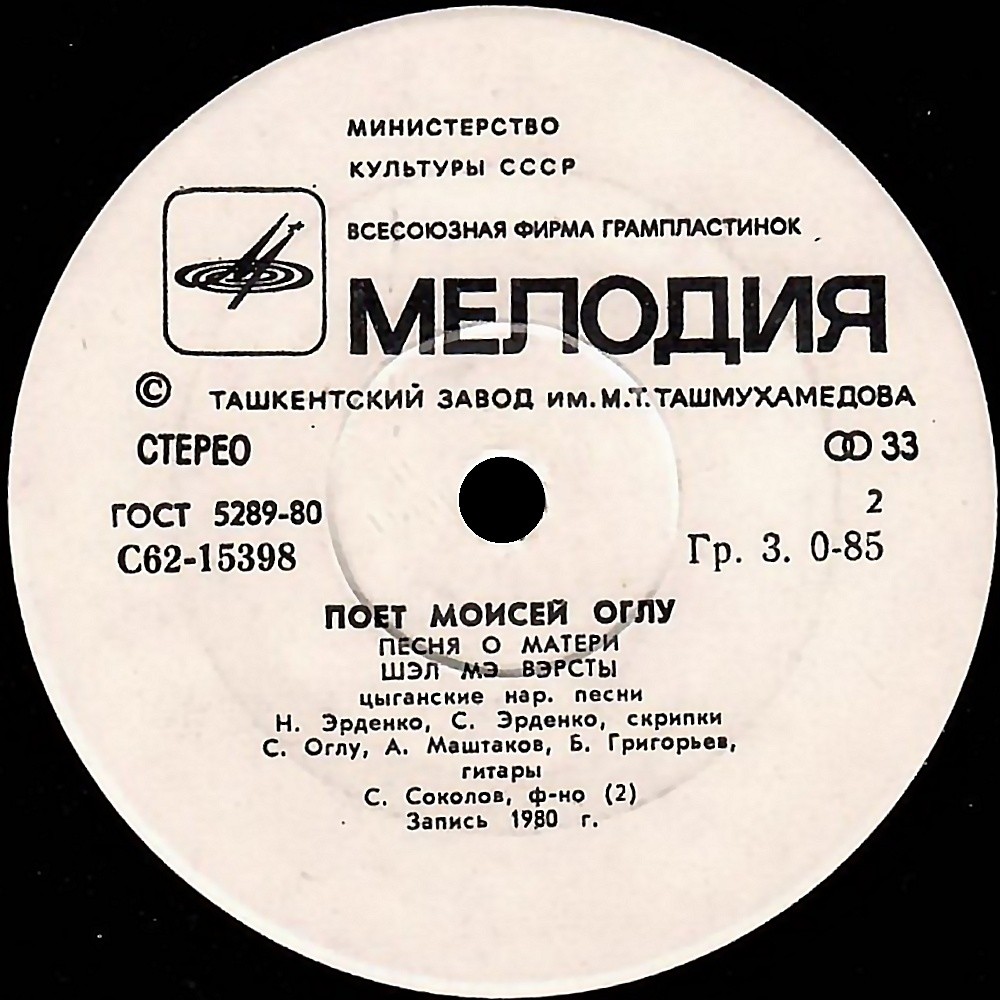 МИНИСТЕРСТВО
КУЛЬТУРЫ СССР
ВСЕСОЮЗНАЯ ФИРМА ГРАМПЛАСТИНОК
МЕЛОДИЯ
© ТАШКЕНТСКИЙ ЗАВОД ИМ. М.Т. ТАШМУХАМЕДОВА
СТЕРЕО
33
ГОСТ 5289-80
2
С62-15398
Гр. 3. 0-85
ПОЕТ МОИСЕЙ ОГЛУ
ПЕСНЯ О МАТЕРИ
ШЭЛ МЭ ВЭРСТЫ
цыганские нар. песни
Н. Эрденко, С. Эрденко, скрипки
С. Оглу, А. Маштаков, Б. Григорьев,
гитары
С. Соколов, ф-но (2)
Запись 1980 г.